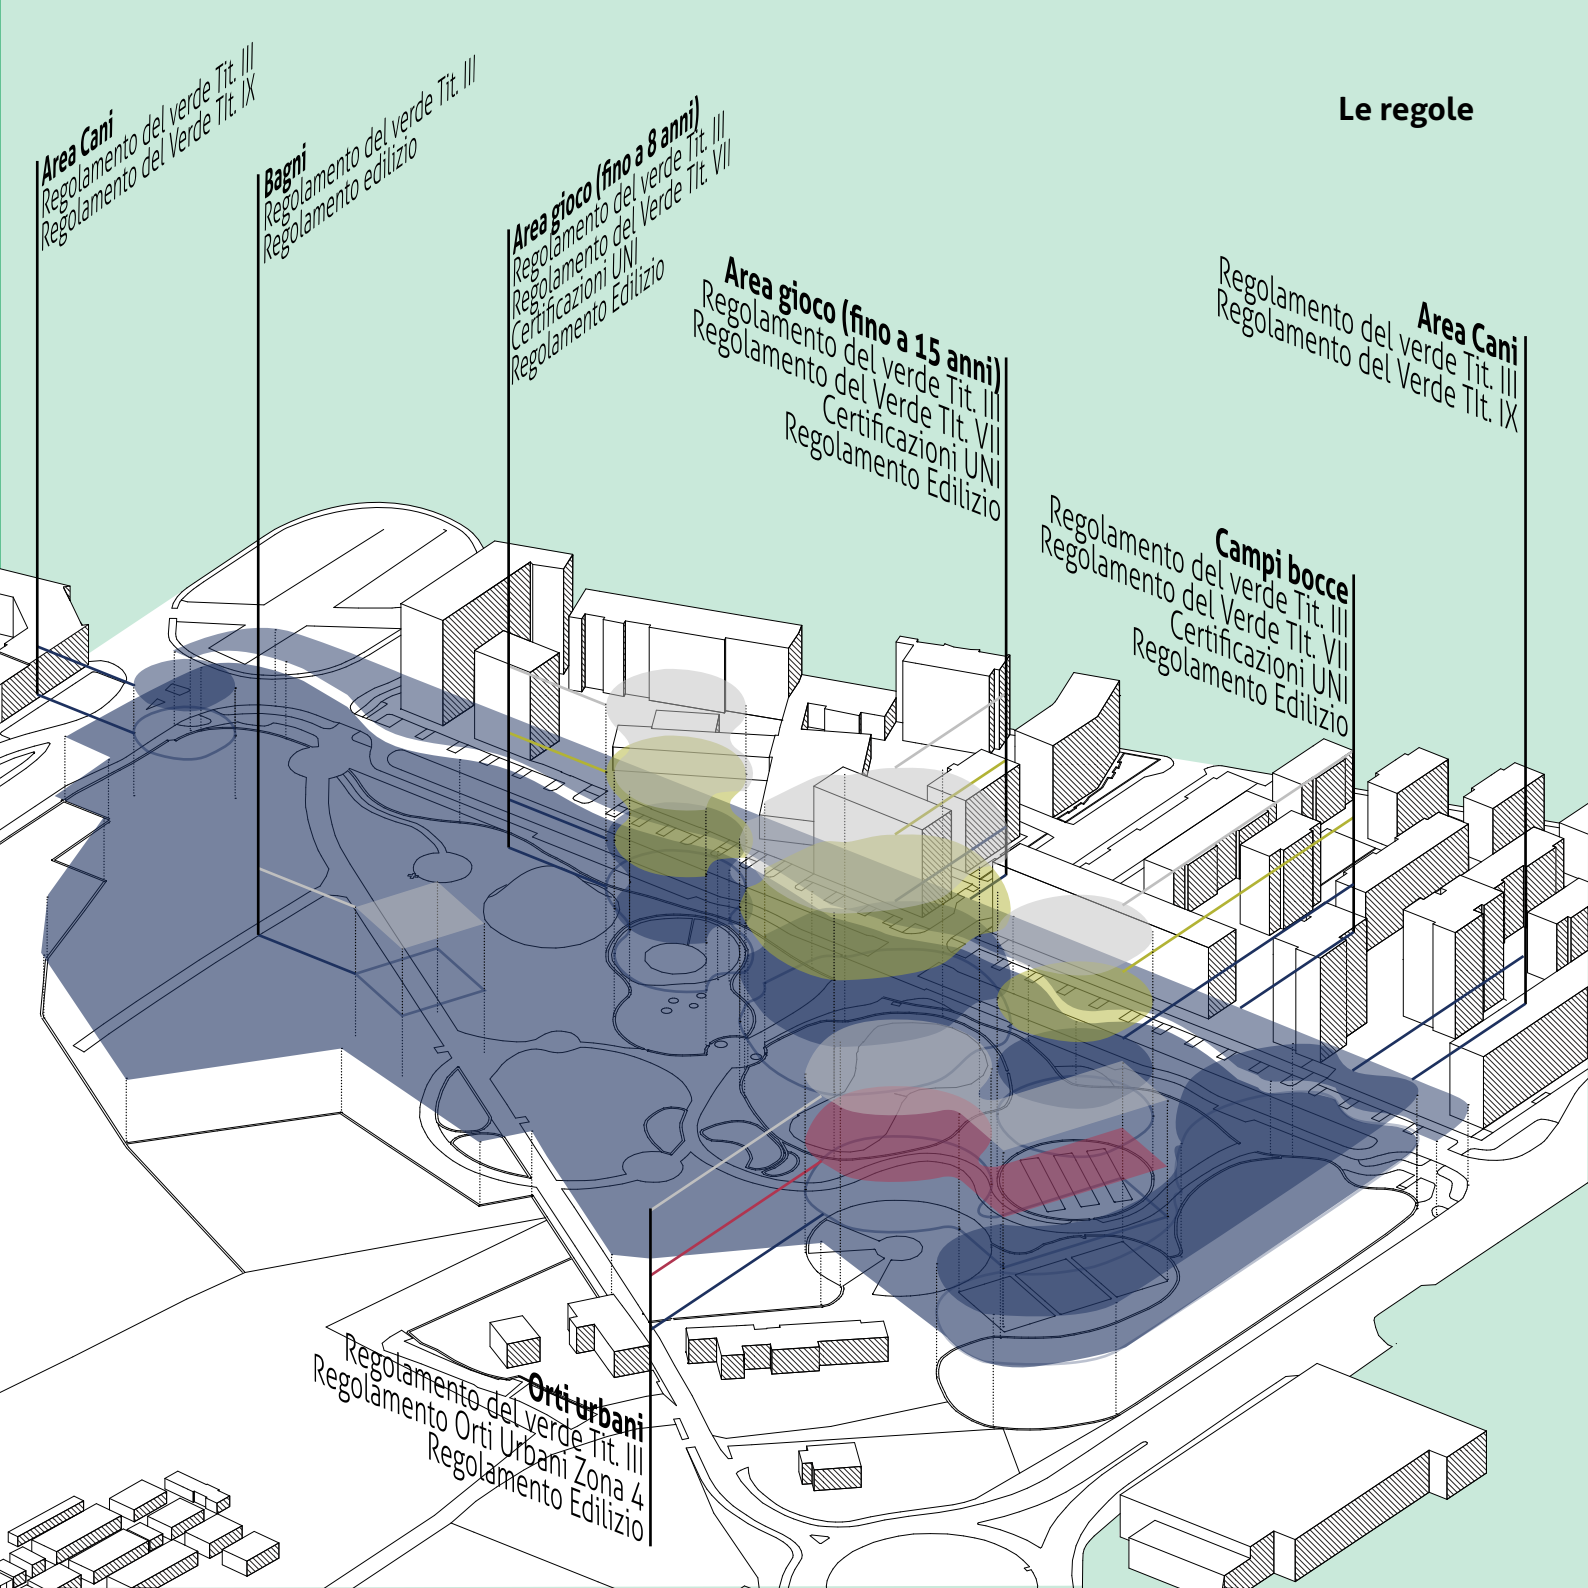 Le regole
Area Cani
Regolamento del verde Tit. III
Regolamento del Verde TIt. IX
Bagni
Regolamento del verde Tit. III
Regolamento edilizio
Area gioco (fino a 8 anni)
Regolamento del verde Tit. III
Regolamento del Verde TIt. VII
Certificazioni UNI
Regolamento Edilizio
Area gioco (fino a 15 anni)
Regolamento del verde Tit. III
Regolamento del Verde TIt. VII
Certificazioni UNI
Regolamento Edilizio
Area Cani
Regolamento del verde Tit. III
Regolamento del Verde TIt. IX
Campi bocce
Regolamento del verde Tit. III
Regolamento del Verde TIt. VII
Certificazioni UNI
Regolamento Edilizio
Orti urbani
Regolamento del verde Tit. III
Regolamento Orti Urbani Zona 4
Regolamento Edilizio